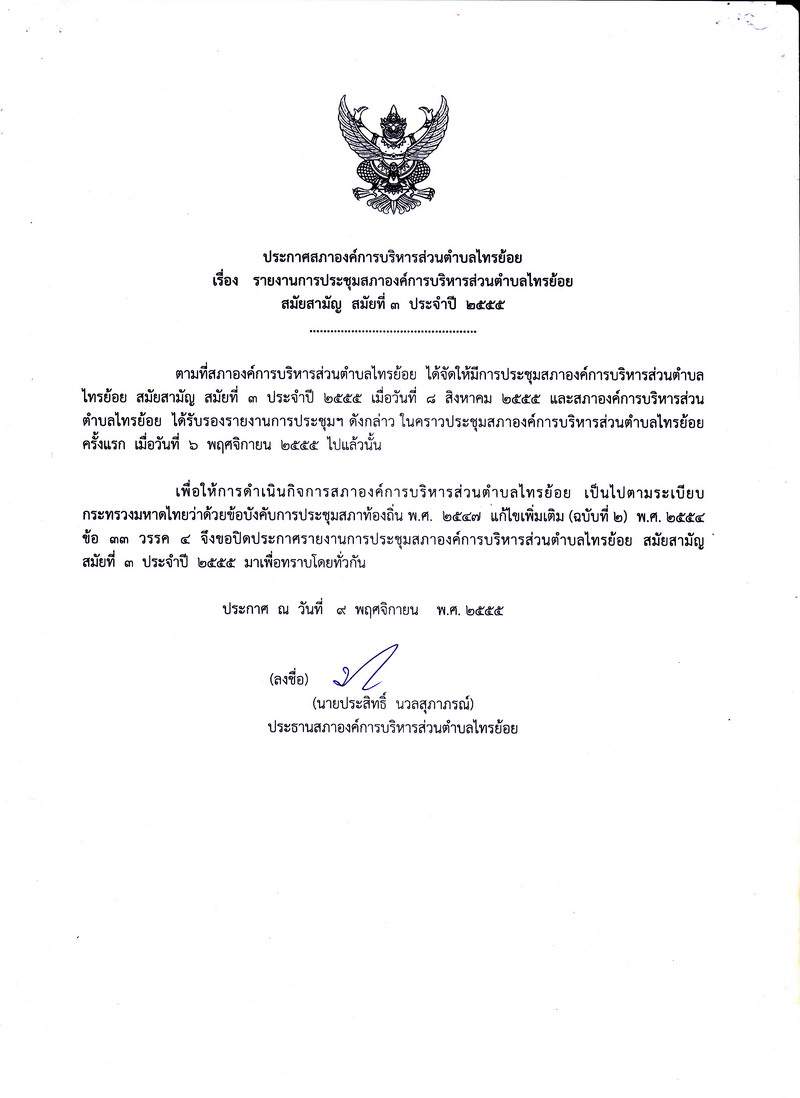 ประกาศสภาองค์การบริหารส่วนตำบลไทรย้อย
เรื่อง รายงานการประชุมสภาองค์การบริหารส่วนตำบลไทรย้อย
สมัยสามัญ สมัยที่ ๓ ประจำปี ๒๕๕๕
................................................
ตามที่สภาองค์การบริหารส่วนตำบลไทรย้อย ได้จัดให้มีการประชุมสภาองค์การบริหารส่วนตำบล
ไทรย้อย สมัยสามัญ สมัยที่ ๓ ประจำปี ๒๕๕๕ เมื่อวันที่ ๘ สิงหาคม ๒๕๕๕ และสภาองค์การบริหารส่วน
ตำบลไทรย้อย ได้รับรองรายงานการประชุมฯ ดังกล่าว ในคราวประชุมสภาองค์การบริหารส่วนตำบลไทรย้อย
ครั้งแรก เมื่อวันที่ ๖ พฤศจิกายน ๒๕๕๕ ไปแล้วนั้น
เพื่อให้การดำเนินกิจการสภาองค์การบริหารส่วนตำบลไทรย้อย เป็นไปตามระเบียบ
กระทรวงมหาดไทยว่าด้วยข้อบังคับการประชุมสภาท้องถิ่น พ.ศ. ๒๕๔๗ แก้ไขเพิ่มเติม (ฉบับที่ ๒) พ.ศ. ๒๕๕๔
ข้อ ๓๓ วรรค ๔ จึงขอปิดประกาศรายงานการประชุมสภาองค์การบริหารส่วนตำบลไทรย้อย สมัยสามัญ
สมัยที่ ๓ ประจำปี ๒๕๕๕ มาเพื่อทราบโดยทั่วกัน
ประกาศ ณ วันที่ ๙ พฤศจิกายน พ.ศ. ๒๕๕๕
(ลงชื่อ)
(นายประสิทธิ์ นวลสุภาภรณ์)
ประธานสภาองค์การบริหารส่วนตำบลไทรย้อย